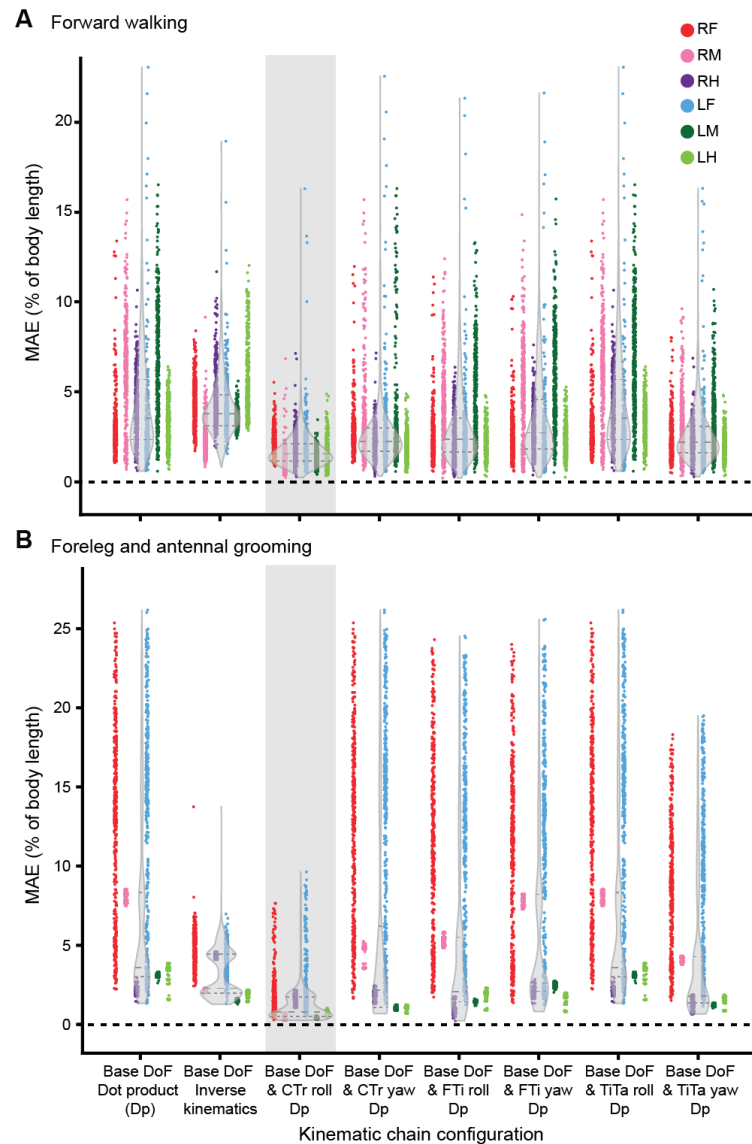 A Forward walking
RF
RM
RH
LF
LM
LH
MAE (% of body length)
20
15
10
5
0
B Foreleg and antennal grooming
MAE (% of body length)
25
20
15
10
5
0
Base DoF Base DoF Base DoF Base DoF Base DoF Base DoF Base DoF Base DoF
Dot product Inverse & CTr roll & CTr yaw & FTi roll & FTi yaw & TiTa roll & TiTa yaw
(Dp) kinematics Dp Dp Dp Dp Dp Dp
Kinematic chain configuration